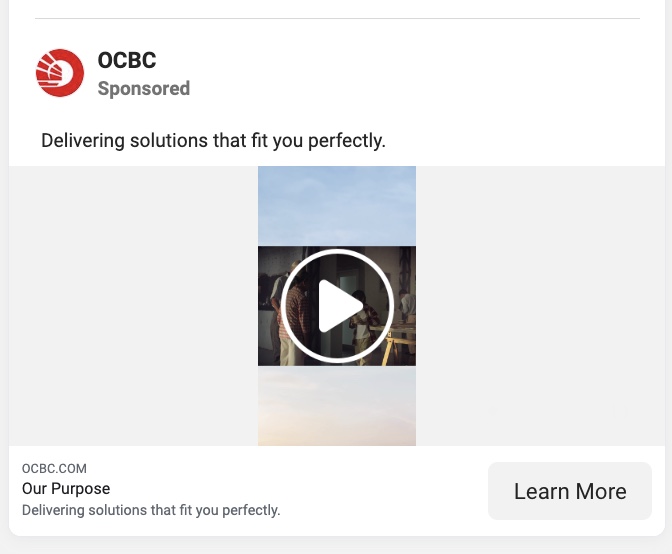 OCBC
Sponsored
Delivering solutions that fit you perfectly.
OCBC.COM
Our Purpose
Delivering solutions that fit you perfectly.
Learn More